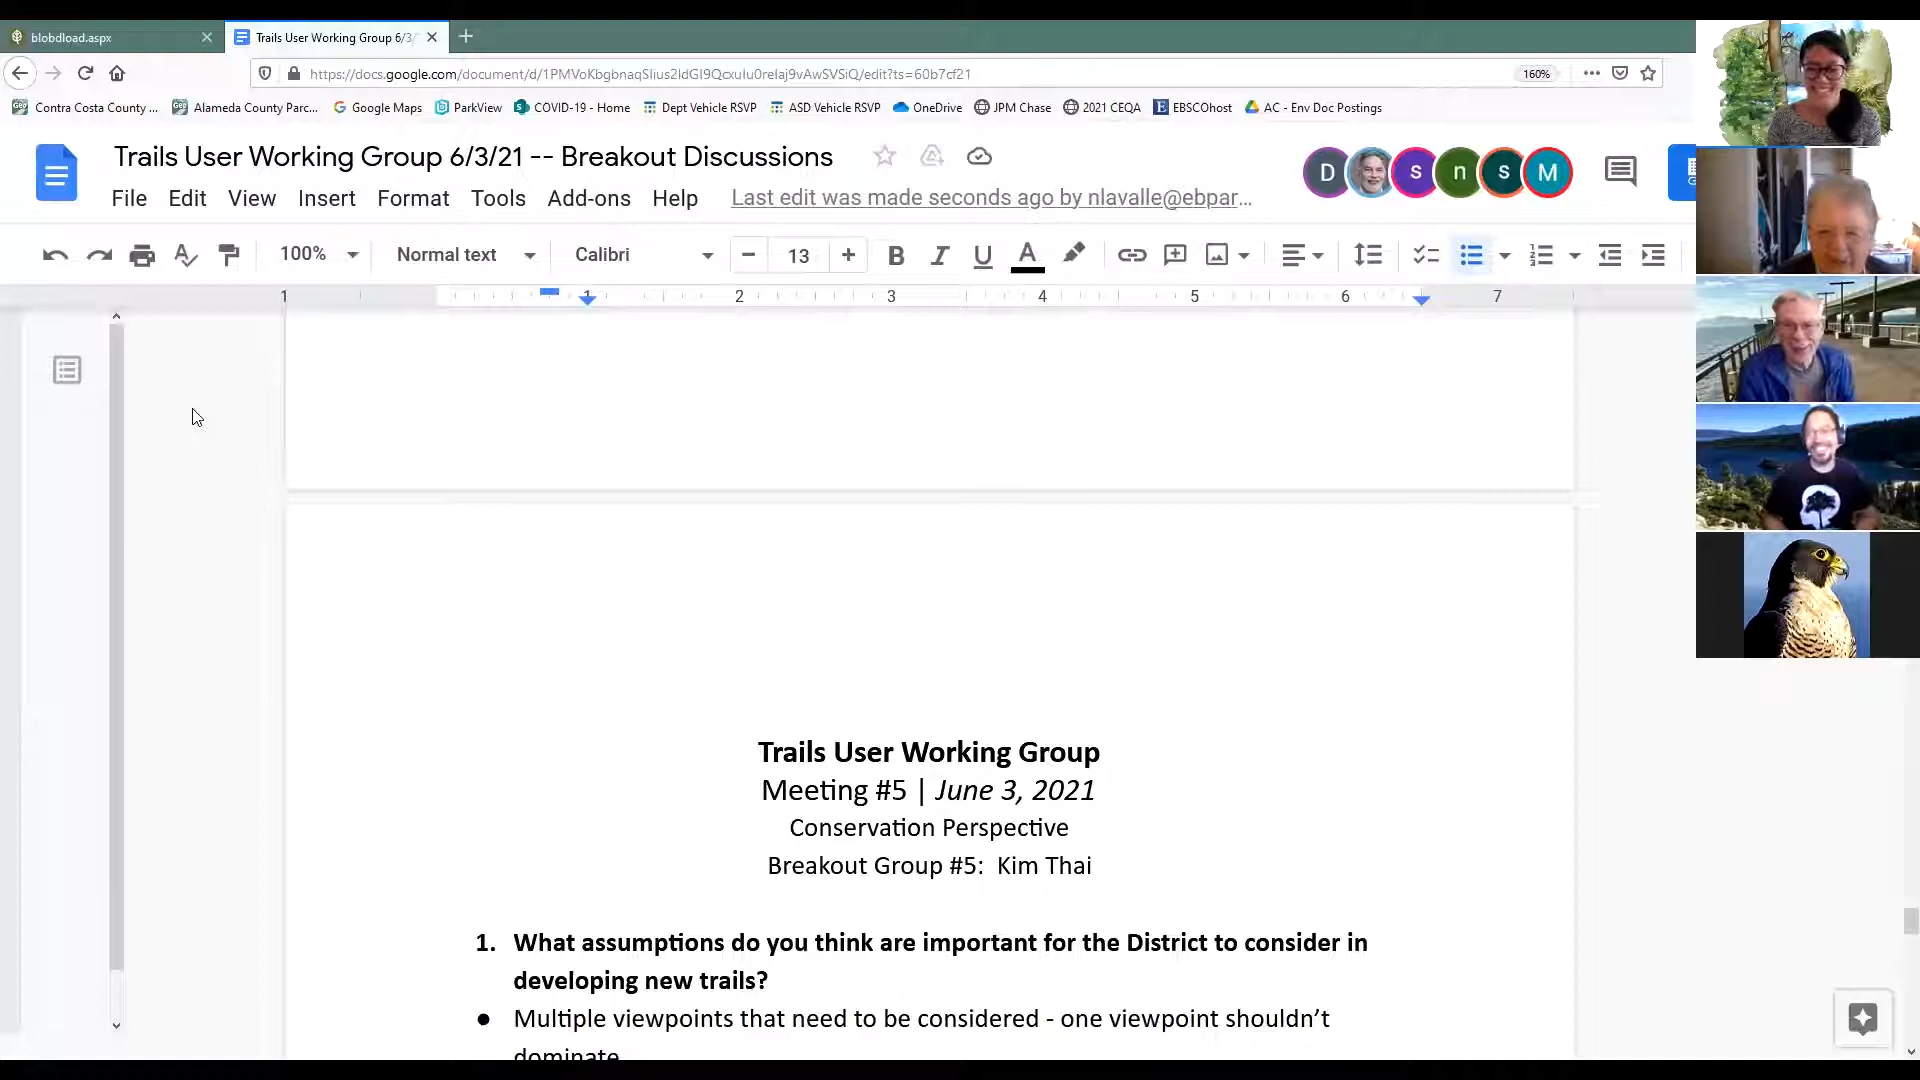 blobdload.aspx
Trails User Working Group 6/3/
https://docs.google.com/document/d/1PMVoKbgbnaqSlius2IdGI9QcxuIu0reIaj9vAwSVSiQ/edit?ts=60b7cf21
160%
Contra Costa County ...
Alameda County Parc...
Google Maps
ParkView
COVID-19 - Home
Dept Vehicle RSVP
ASD Vehicle RSVP
OneDrive
JPM Chase
2021 CEQA
EBSCOhost
AC - Env Doc Postings
Trails User Working Group 6/3/21 -- Breakout Discussions
D S n S M
File Edit View Insert Format Tools Add-ons Help
Last edit was made seconds ago by nlavalle@ebpar...
100% Normal text Calibri 13 B I U A
1 1 2 3 4 5 6 7
Trails User Working Group
Meeting #5 | June 3, 2021
Conservation Perspective
Breakout Group #5: Kim Thai
1. What assumptions do you think are important for the District to consider in
developing new trails?
● Multiple viewpoints that need to be considered - one viewpoint shouldn’t
dominate